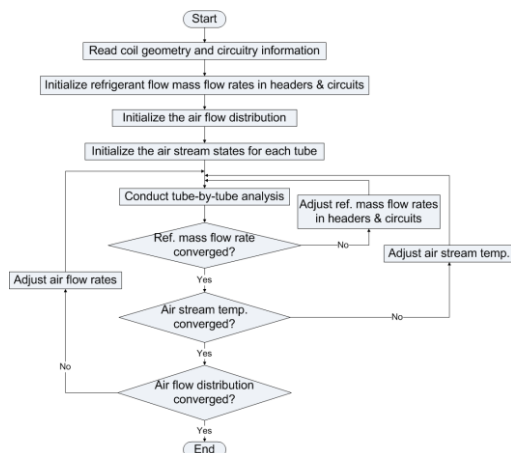 Start
Read coil geometry and circuitry information
Initialize refrigerant flow mass flow rates in headers & circuits
Initialize the air flow distribution
Initialize the air stream states for each tube
Conduct tube-by-tube analysis
Adjust ref. mass flow rates
in headers & circuits
Ref. mass flow rate
converged?
No
Adjust air stream temp.
Adjust air flow rates
Yes
Air stream temp.
converged?
No
Yes
No
Air flow distribution
converged?
Yes
End